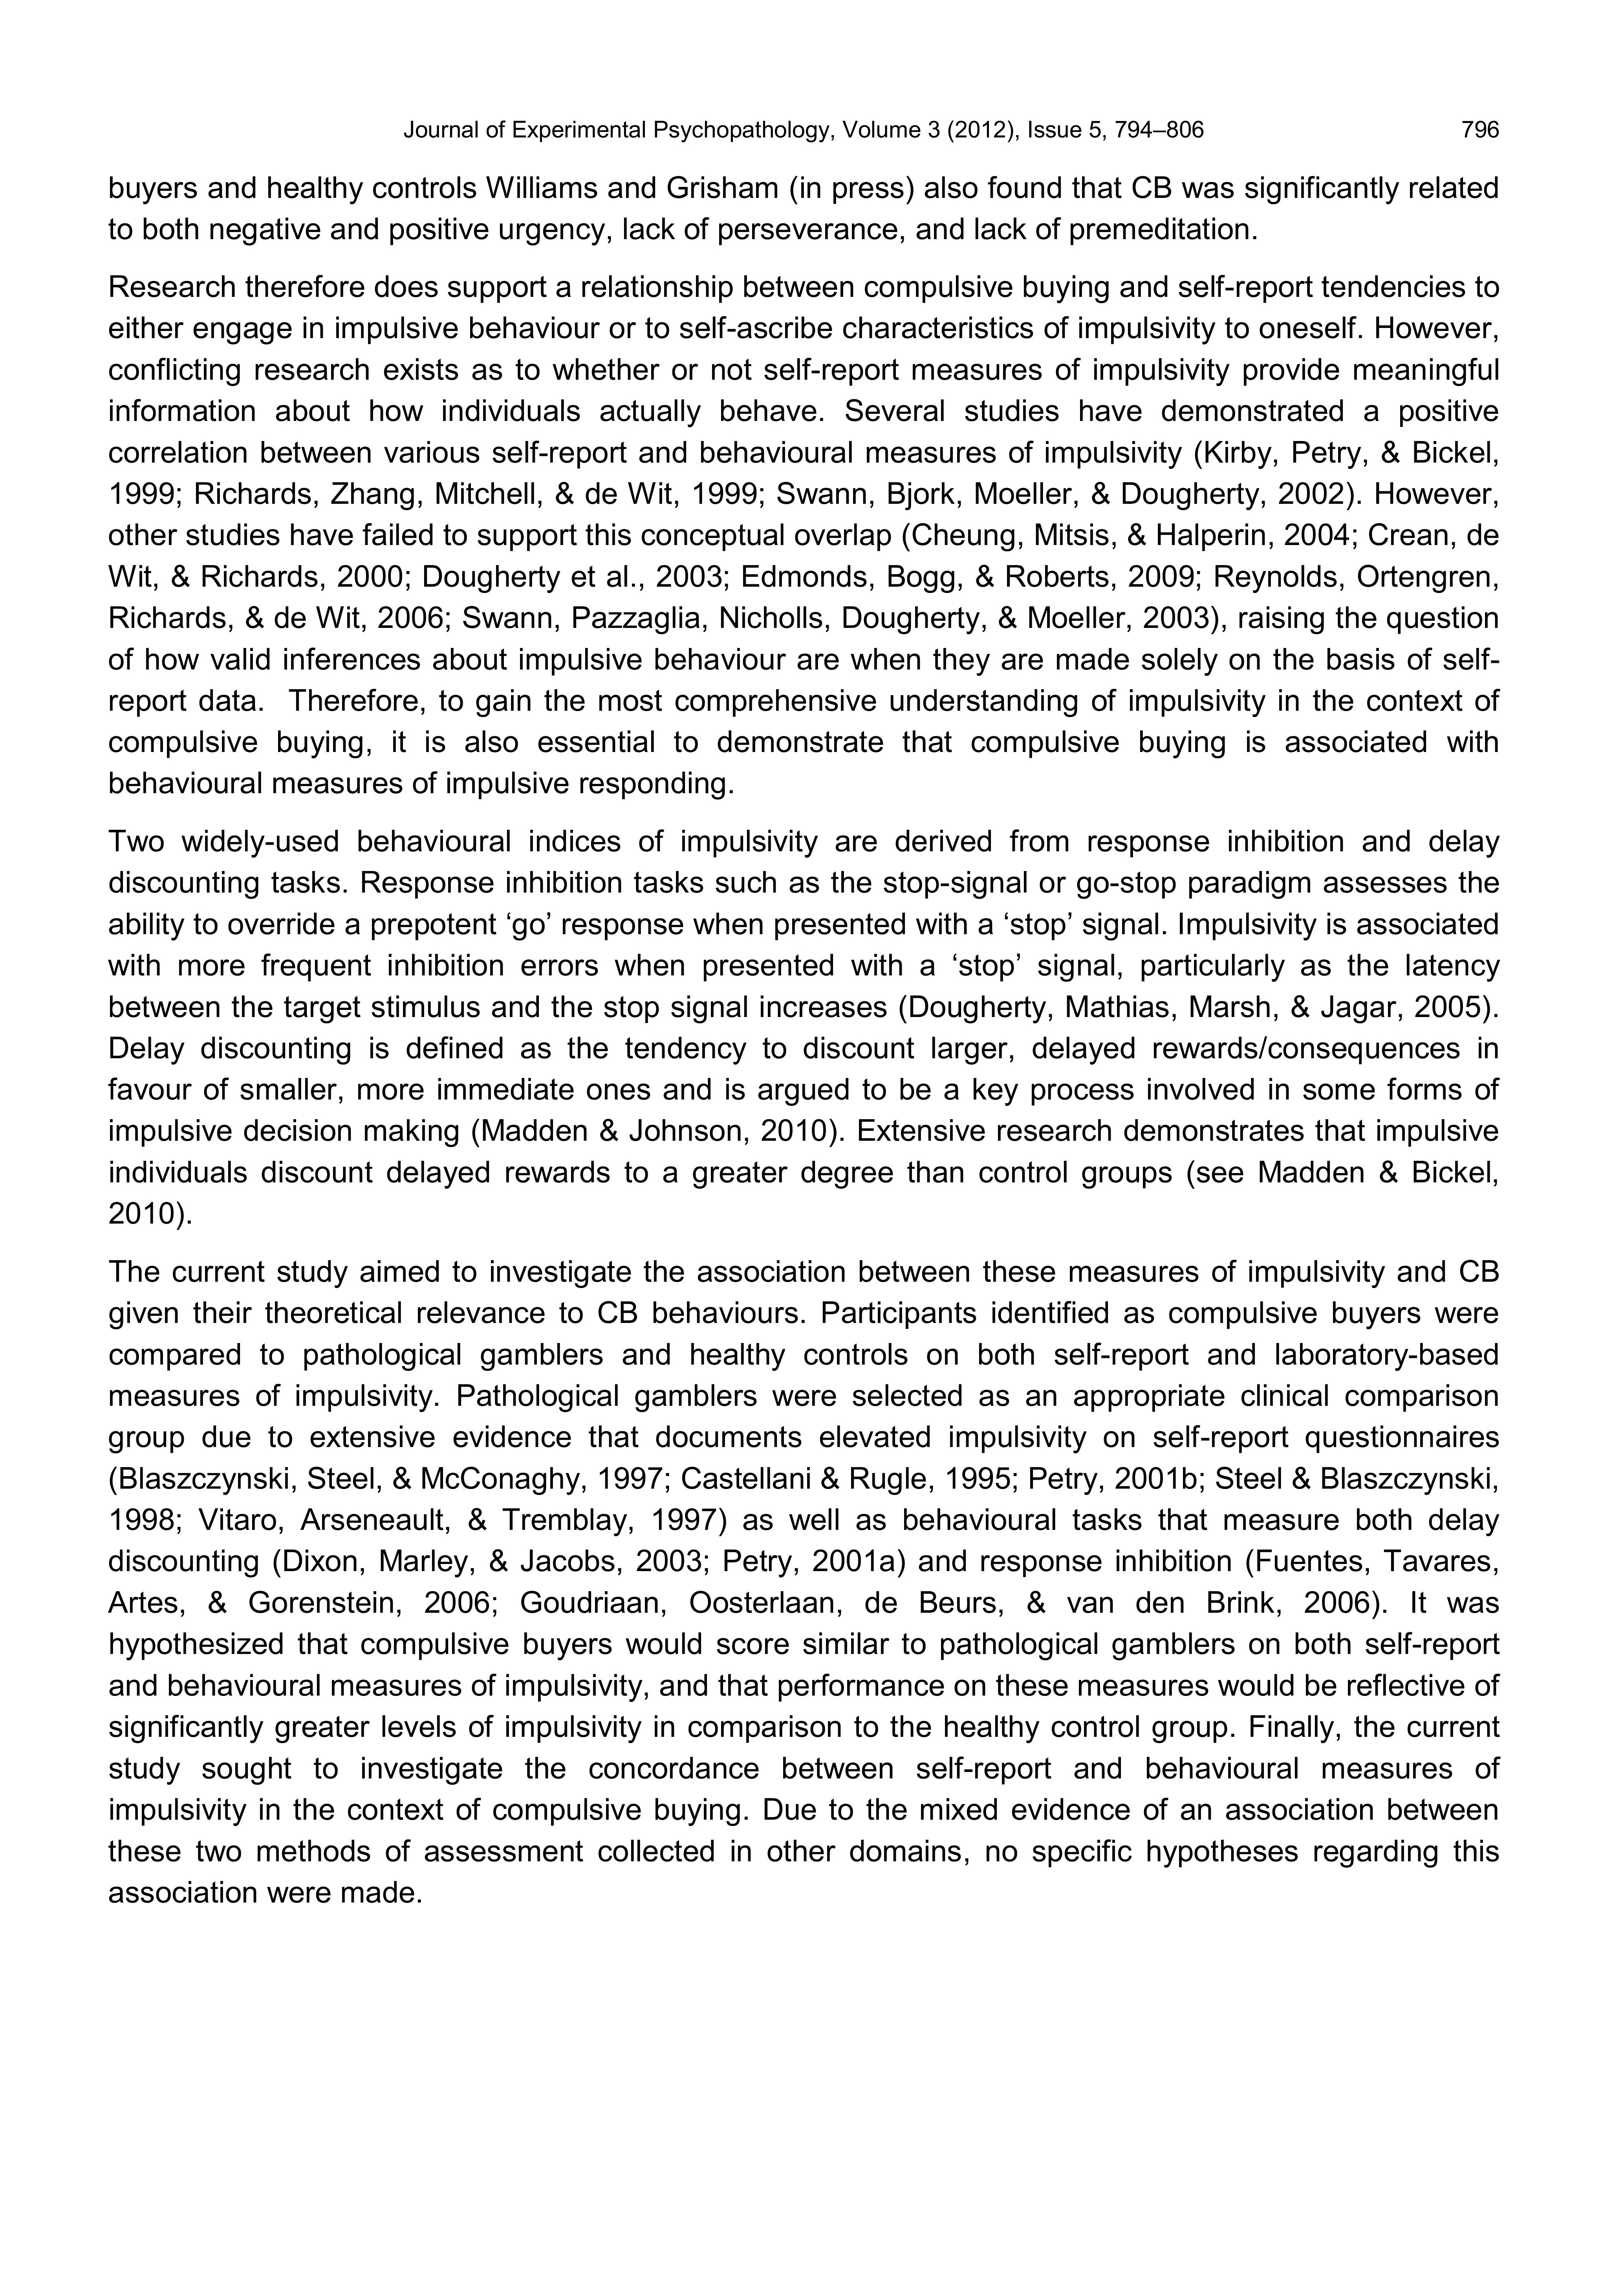 Journal of Experimental Psychopathology, Volume 3 (2012), Issue 5, 794–806 796
buyers and healthy controls Williams and Grisham (in press) also found that CB was significantly related
to both negative and positive urgency, lack of perseverance, and lack of premeditation.
Research therefore does support a relationship between compulsive buying and self-report tendencies to
either engage in impulsive behaviour or to self-ascribe characteristics of impulsivity to oneself. However,
conflicting research exists as to whether or not self-report measures of impulsivity provide meaningful
information about how individuals actually behave. Several studies have demonstrated a positive
correlation between various self-report and behavioural measures of impulsivity (Kirby, Petry, & Bickel,
1999; Richards, Zhang, Mitchell, & de Wit, 1999; Swann, Bjork, Moeller, & Dougherty, 2002). However,
other studies have failed to support this conceptual overlap (Cheung, Mitsis, & Halperin, 2004; Crean, de
Wit, & Richards, 2000; Dougherty et al., 2003; Edmonds, Bogg, & Roberts, 2009; Reynolds, Ortengren,
Richards, & de Wit, 2006; Swann, Pazzaglia, Nicholls, Dougherty, & Moeller, 2003), raising the question
of how valid inferences about impulsive behaviour are when they are made solely on the basis of self-
report data.  Therefore, to gain the most comprehensive understanding of impulsivity in the context of
compulsive buying, it is also essential to demonstrate that compulsive buying is associated with
behavioural measures of impulsive responding.
Two widely-used behavioural indices of impulsivity are derived from response inhibition and delay
discounting tasks. Response inhibition tasks such as the stop-signal or go-stop paradigm assesses the
ability to override a prepotent ‘go’ response when presented with a ‘stop’ signal. Impulsivity is associated
with more frequent inhibition errors when presented with a ‘stop’ signal, particularly as the latency
between the target stimulus and the stop signal increases (Dougherty, Mathias, Marsh, & Jagar, 2005).
Delay discounting is defined as the tendency to discount larger, delayed rewards/consequences in
favour of smaller, more immediate ones and is argued to be a key process involved in some forms of
impulsive decision making (Madden & Johnson, 2010). Extensive research demonstrates that impulsive
individuals discount delayed rewards to a greater degree than control groups (see Madden & Bickel,
2010).
The current study aimed to investigate the association between these measures of impulsivity and CB
given their theoretical relevance to CB behaviours. Participants identified as compulsive buyers were
compared to pathological gamblers and healthy controls on both self-report and laboratory-based
measures of impulsivity. Pathological gamblers were selected as an appropriate clinical comparison
group due to extensive evidence that documents elevated impulsivity on self-report questionnaires
(Blaszczynski, Steel, & McConaghy, 1997; Castellani & Rugle, 1995; Petry, 2001b; Steel & Blaszczynski,
1998; Vitaro, Arseneault, & Tremblay, 1997) as well as behavioural tasks that measure both delay
discounting (Dixon, Marley, & Jacobs, 2003; Petry, 2001a) and response inhibition (Fuentes, Tavares,
Artes, & Gorenstein, 2006; Goudriaan, Oosterlaan, de Beurs, & van den Brink, 2006). It was
hypothesized that compulsive buyers would score similar to pathological gamblers on both self-report
and behavioural measures of impulsivity, and that performance on these measures would be reflective of
significantly greater levels of impulsivity in comparison to the healthy control group. Finally, the current
study sought to investigate the concordance between self-report and behavioural measures of
impulsivity in the context of compulsive buying. Due to the mixed evidence of an association between
these two methods of assessment collected in other domains, no specific hypotheses regarding this
association were made.